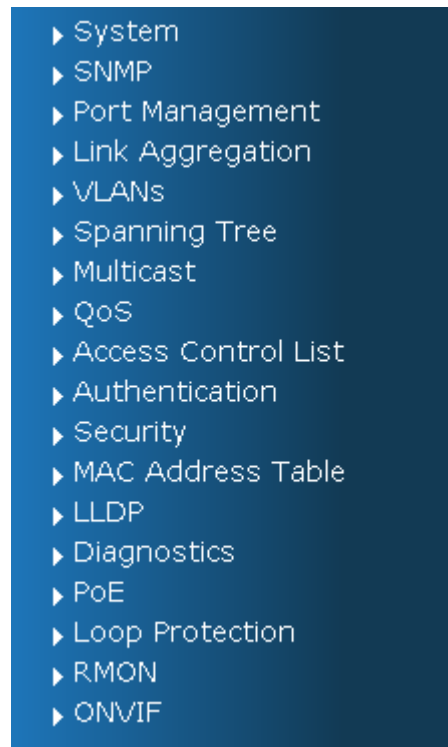 System
SNMP
Port Management
Link Aggregation
VLANs
Spanning Tree
Multicast
QoS
Access Control List
Authentication
Security
MAC Address Table
LLDP
Diagnostics
PoE
Loop Protection
RMON
ONVIF